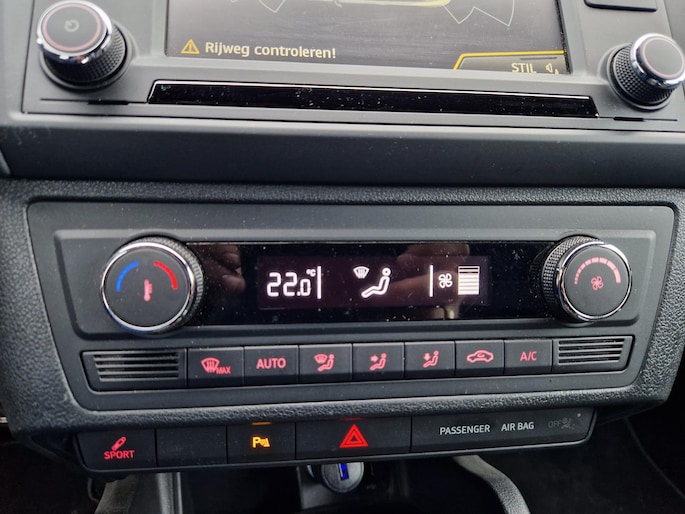 Rijweg controleren!
STIL
22.0°C
MAX AUTO A/C
SPORT P PASSENGER AIR BAG OFF